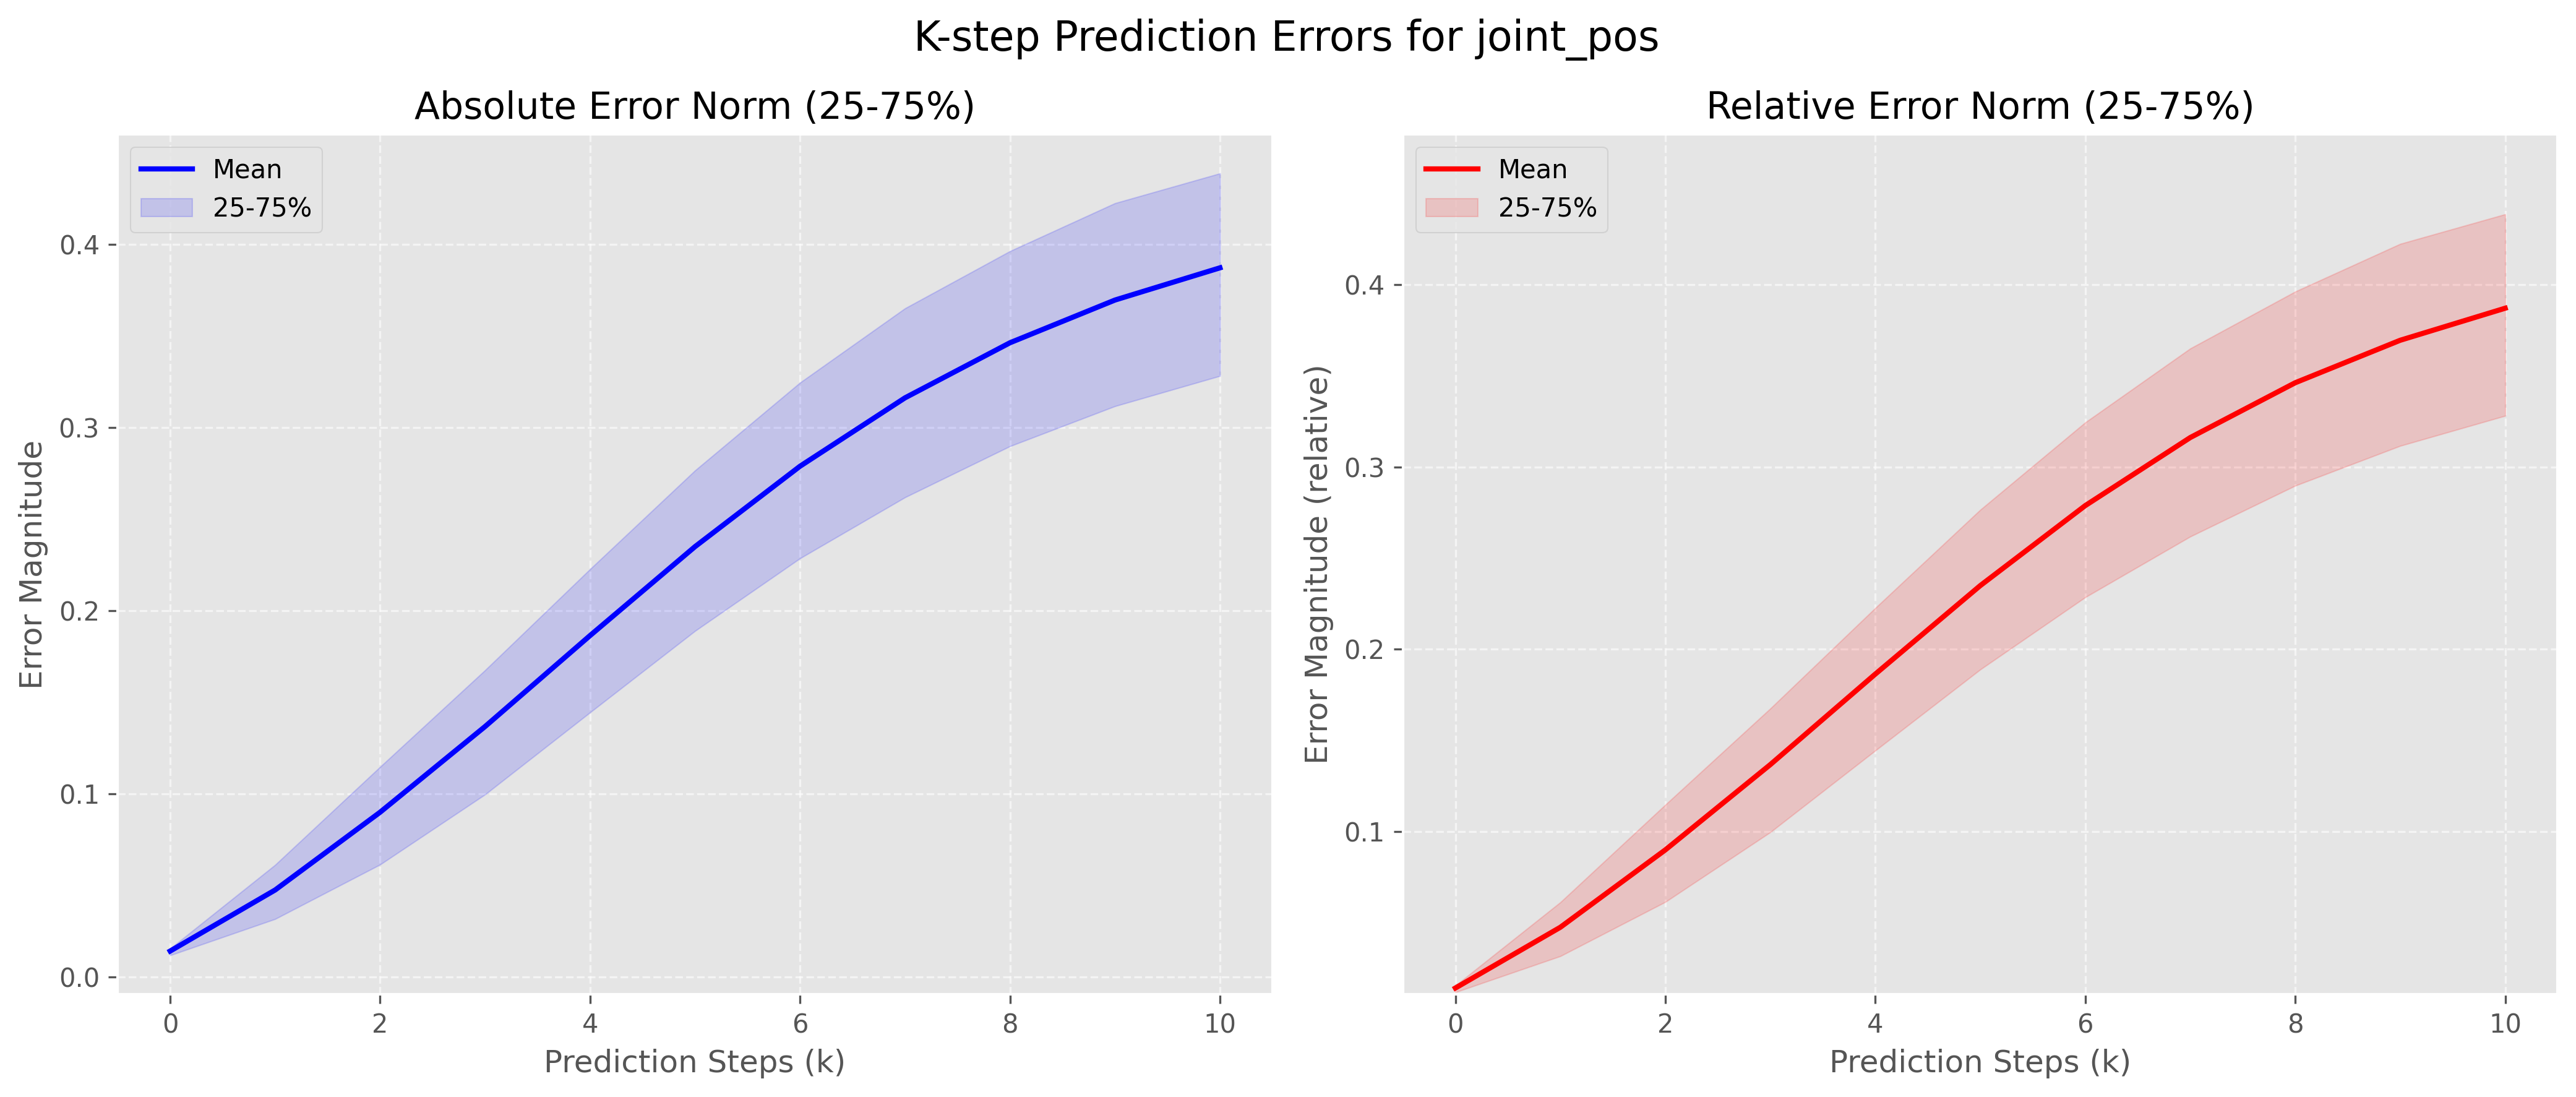 K-step Prediction Errors for joint_pos
Absolute Error Norm (25-75%)
Mean
25-75%
Error Magnitude
0.4
0.3
0.2
0.1
0.0
0 2 4 6 8 10
Prediction Steps (k)
Relative Error Norm (25-75%)
Mean
25-75%
Error Magnitude (relative)
0.4
0.3
0.2
0.1
0 2 4 6 8 10
Prediction Steps (k)